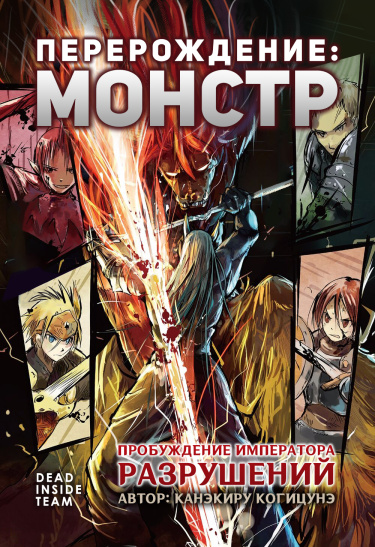 ПЕРЕРОЖДЕНИЕ:
МОНСТР
ПРОБУЖДЕНИЕ ИМПЕРАТОРА
РАЗРУШЕНИЙ
АВТОР: КАНЭКИРУ КОГИЦУНЭ
DEAD
INSIDE
TEAM